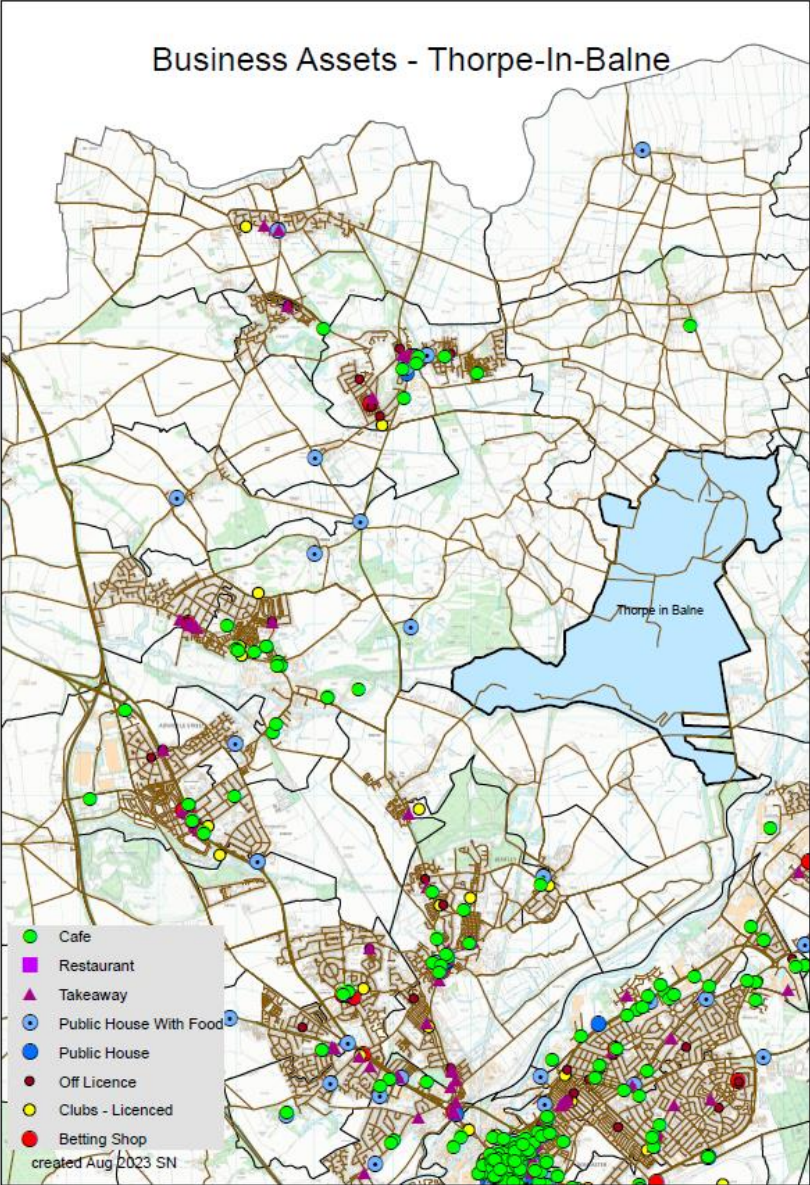 Business Assets - Thorpe-In-Balne
Thorpe in Balne
Cafe
Restaurant
Takeaway
Public House With Food
Public House
Off Licence
Clubs - Licenced
Betting Shop
created Aug 2023 SN